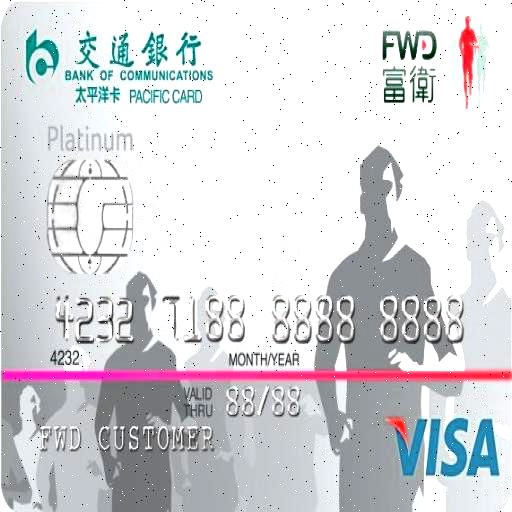 交通銀行
BANK OF COMMUNICATIONS
太平洋卡 PACIFIC CARD
FWD
富衛
Platinum
4232 7188 8888 8888
4232
MONTH/YEAR
VALID THRU 88/88
FWD CUSTOMER
VISA